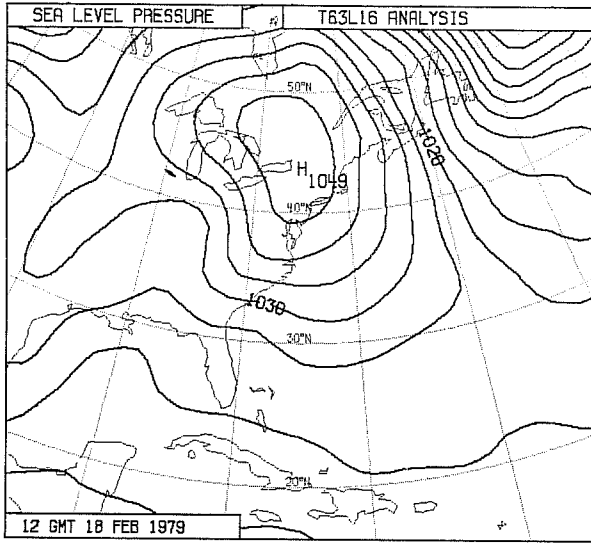 SEA LEVEL PRESSURE
T63L16 ANALYSIS
50°N
1020
H
1049
40°N
1030
30°N
20°N
12 GMT 18 FEB 1979